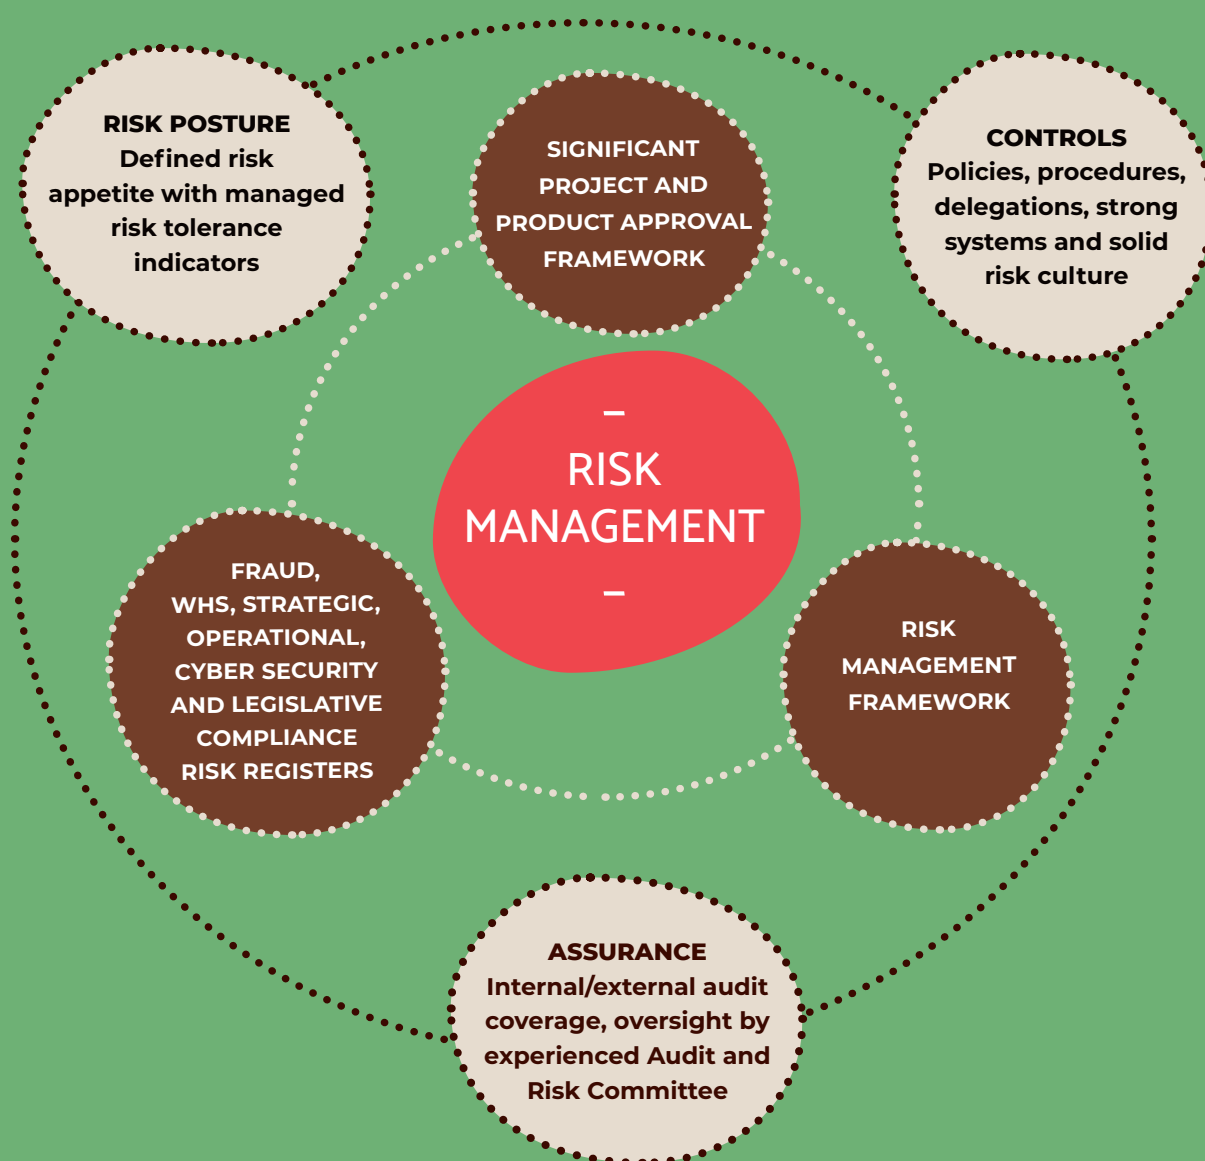 RISK POSTURE
Defined risk
appetite with managed
risk tolerance
indicators
SIGNIFICANT
PROJECT AND
PRODUCT APPROVAL
FRAMEWORK
CONTROLS
Policies, procedures,
delegations, strong
systems and solid
risk culture
–
RISK
MANAGEMENT
–
FRAUD,
WHS, STRATEGIC,
OPERATIONAL,
CYBER SECURITY
AND LEGISLATIVE
COMPLIANCE
RISK REGISTERS
RISK
MANAGEMENT
FRAMEWORK
ASSURANCE
Internal/external audit
coverage, oversight by
experienced Audit and
Risk Committee